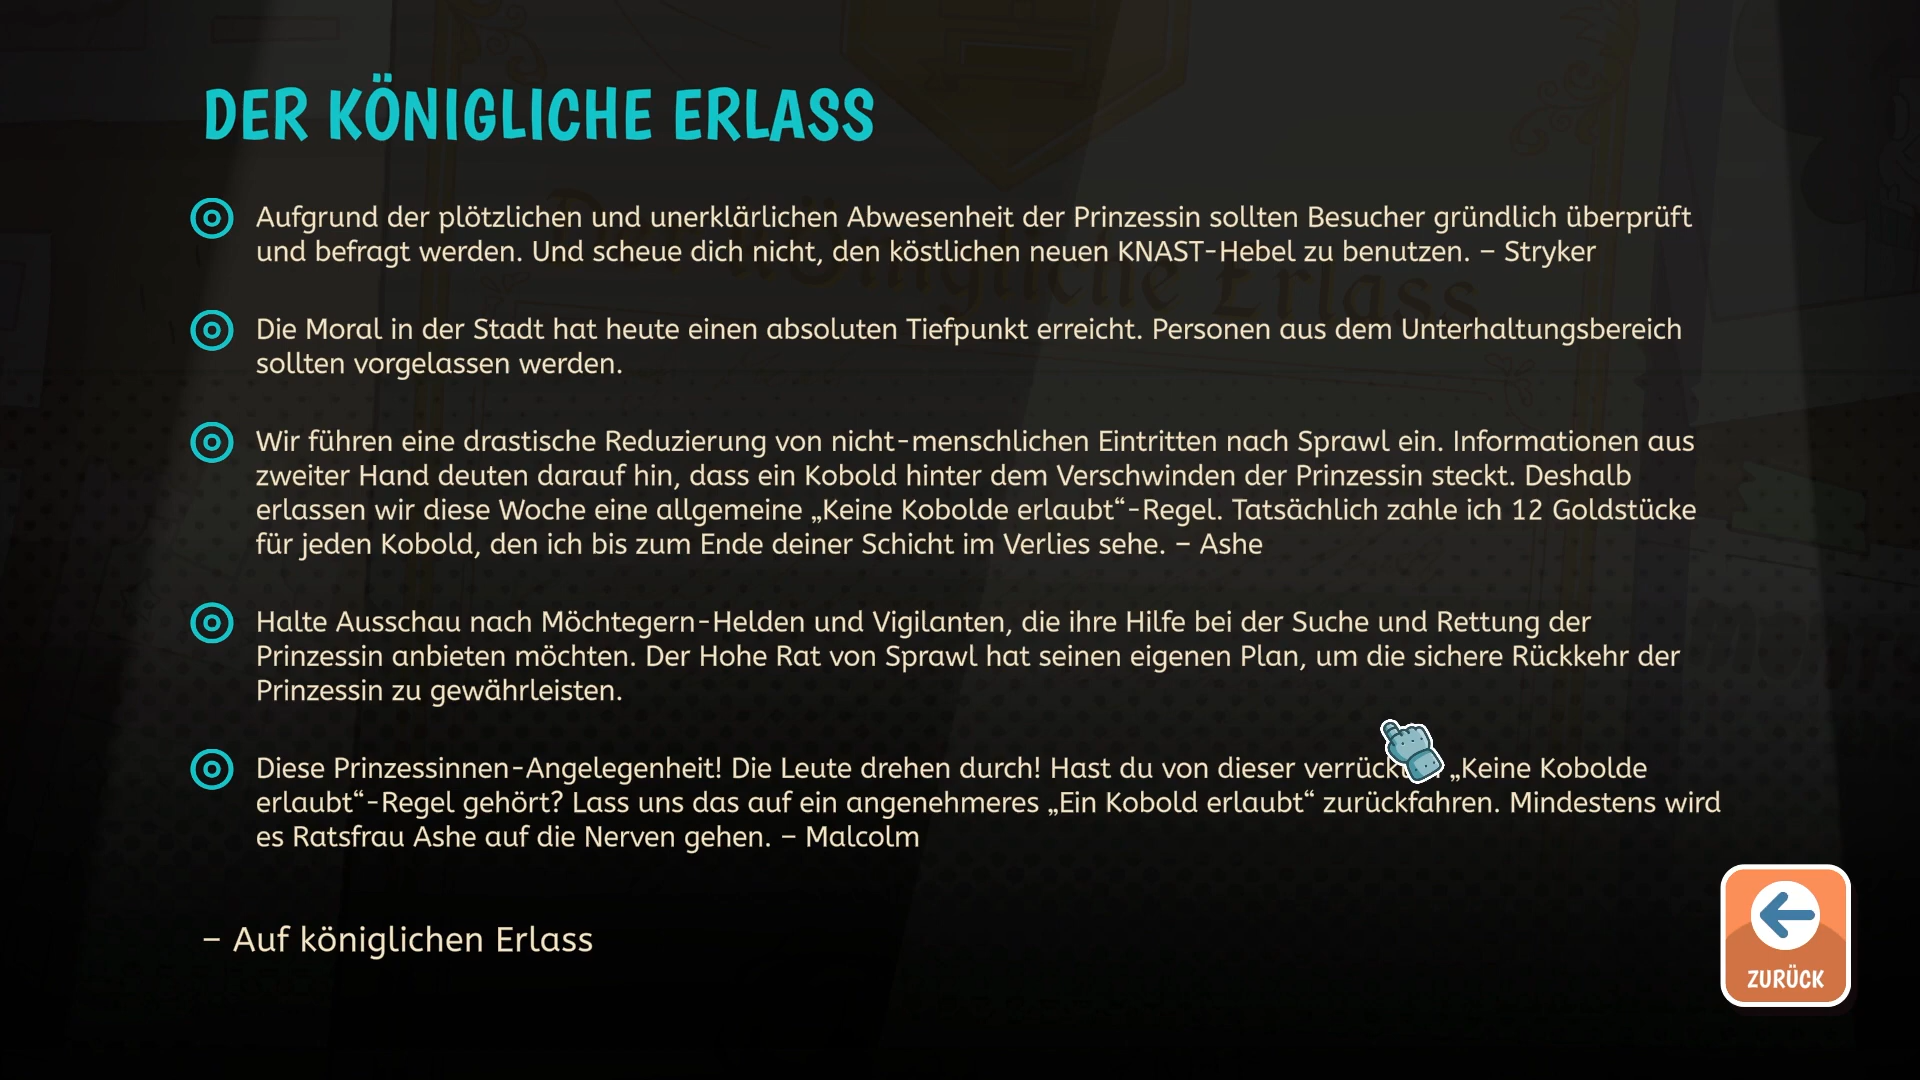 DER KÖNIGLICHE ERLASS
Aufgrund der plötzlichen und unerklärlichen Abwesenheit der Prinzessin sollten Besucher gründlich überprüft
und befragt werden. Und scheue dich nicht, den köstlichen neuen KNAST-Hebel zu benutzen. – Stryker
Die Moral in der Stadt hat heute einen absoluten Tiefpunkt erreicht. Personen aus dem Unterhaltungsbereich
sollten vorgelassen werden.
Wir führen eine drastische Reduzierung von nicht-menschlichen Eintritten nach Sprawl ein. Informationen aus
zweiter Hand deuten darauf hin, dass ein Kobold hinter dem Verschwinden der Prinzessin steckt. Deshalb
erlassen wir diese Woche eine allgemeine „Keine Kobolde erlaubt“-Regel. Tatsächlich zahle ich 12 Goldstücke
für jeden Kobold, den ich bis zum Ende deiner Schicht im Verlies sehe. – Ashe
Halte Ausschau nach Möchtegern-Helden und Vigilanten, die ihre Hilfe bei der Suche und Rettung der
Prinzessin anbieten möchten. Der Hohe Rat von Sprawl hat seinen eigenen Plan, um die sichere Rückkehr der
Prinzessin zu gewährleisten.
Diese Prinzessinnen-Angelegenheit! Die Leute drehen durch! Hast du von dieser „Keine Kobolde
erlaubt“-Regel gehört? Lass uns das auf ein angenehmeres „Ein Kobold erlaubt“ zurückfahren. Mindestens wird
es Ratsfrau Ashe auf die Nerven gehen. – Malcolm
– Auf königlichen Erlass
ZURÜCK
Der Königliche Erlass